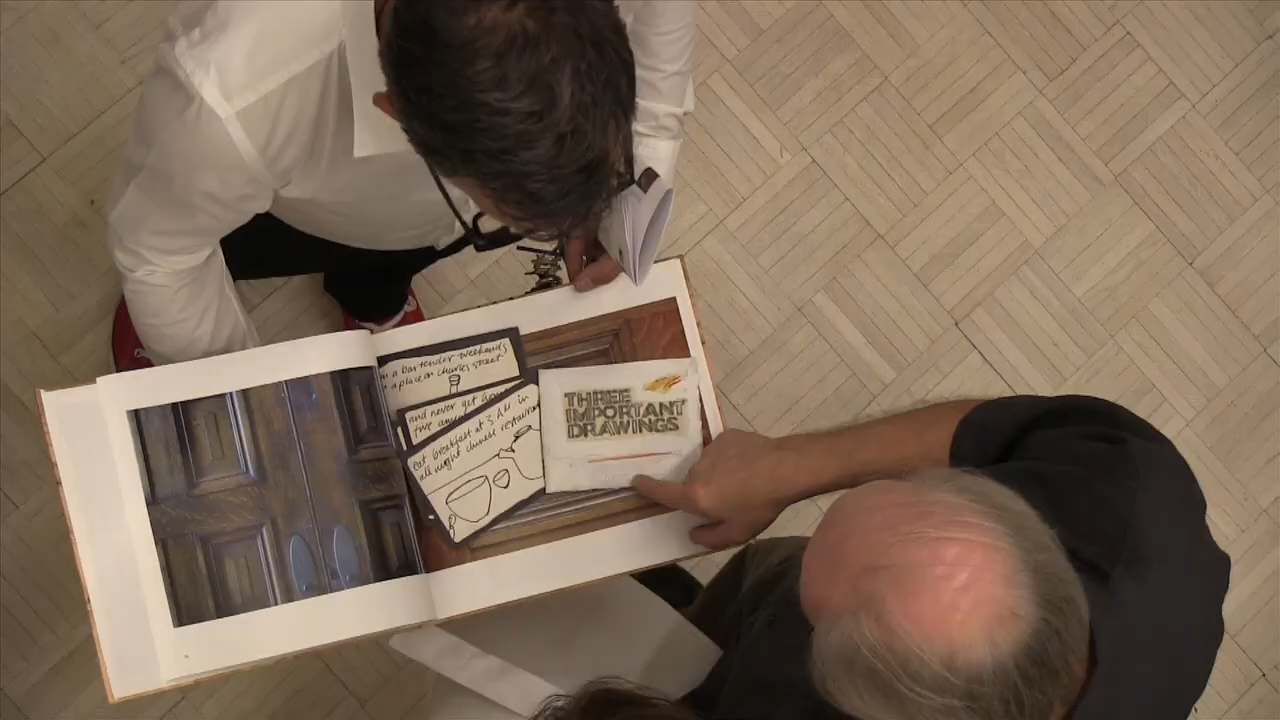 a bartender weekends
a place on charles street
and never get
five
eat breakfast at 3 AM in
all night chinese restaurant
THREE
IMPORTANT
DRAWINGS